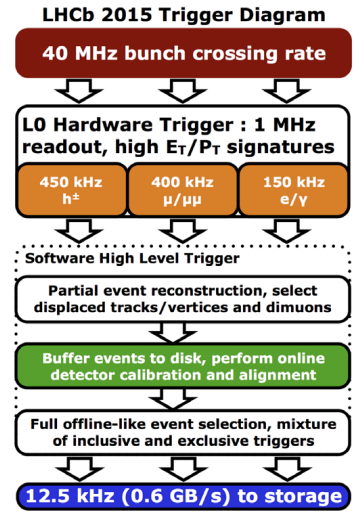 LHCb 2015 Trigger Diagram
40 MHz bunch crossing rate
L0 Hardware Trigger : 1 MHz
readout, high ET/PT signatures
450 kHz
h±
400 kHz
µ/µµ
150 kHz
e/γ
Software High Level Trigger
Partial event reconstruction, select
displaced tracks/vertices and dimuons
Buffer events to disk, perform online
detector calibration and alignment
Full offline-like event selection, mixture
of inclusive and exclusive triggers
12.5 kHz (0.6 GB/s) to storage